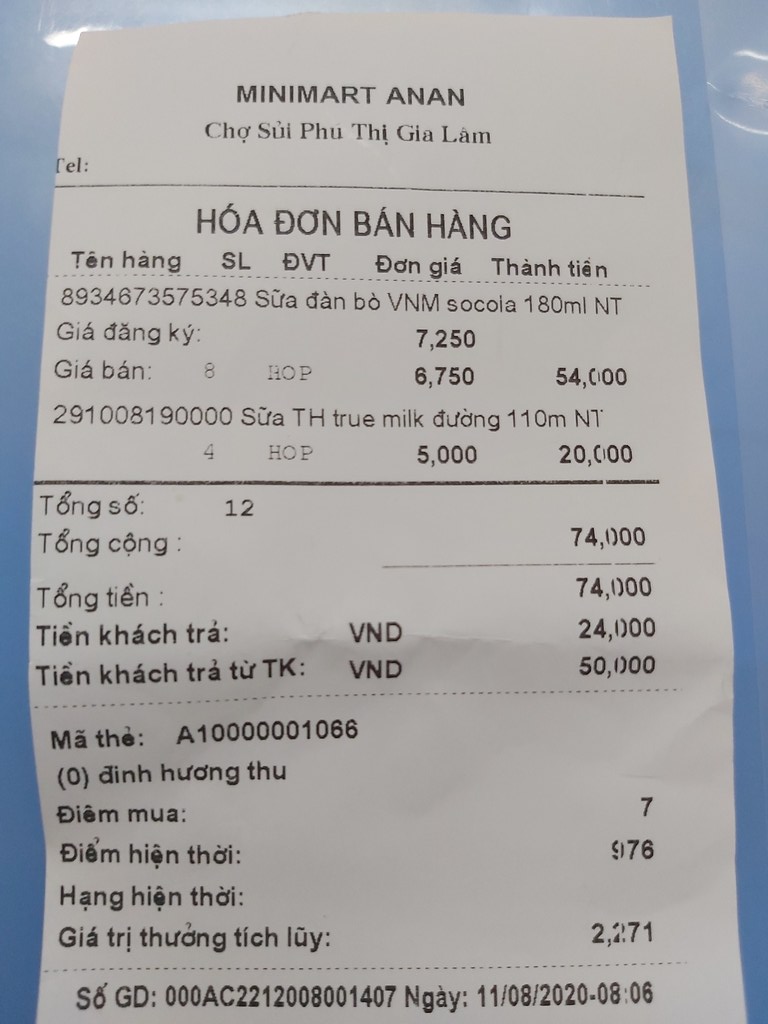 MINIMART ANAN
Chợ Sủi Phú Thị Gia Lâm
Tel:
HÓA ĐƠN BÁN HÀNG
Tên hàng SL ĐVT Đơn giá Thành tiền
8934673575348 Sữa đàn bò VNM socola 180ml NT
Giá đăng ký: 7,250
Giá bán: 8 HOP 6,750 54,000
291008190000 Sữa TH true milk đường 110m NT
4 HOP 5,000 20,000
Tổng số: 12
Tổng cộng : 74,000
Tổng tiền : 74,000
Tiền khách trả: VND 24,000
Tiền khách trả từ TK: VND 50,000
Mã thẻ: A10000001066
(0) đinh hương thu
Điểm mua: 7
Điểm hiện thời: 976
Hạng hiện thời:
Giá trị thưởng tích lũy: 2,271
Số GD: 000AC2212008001407 Ngày: 11/08/2020-08:06